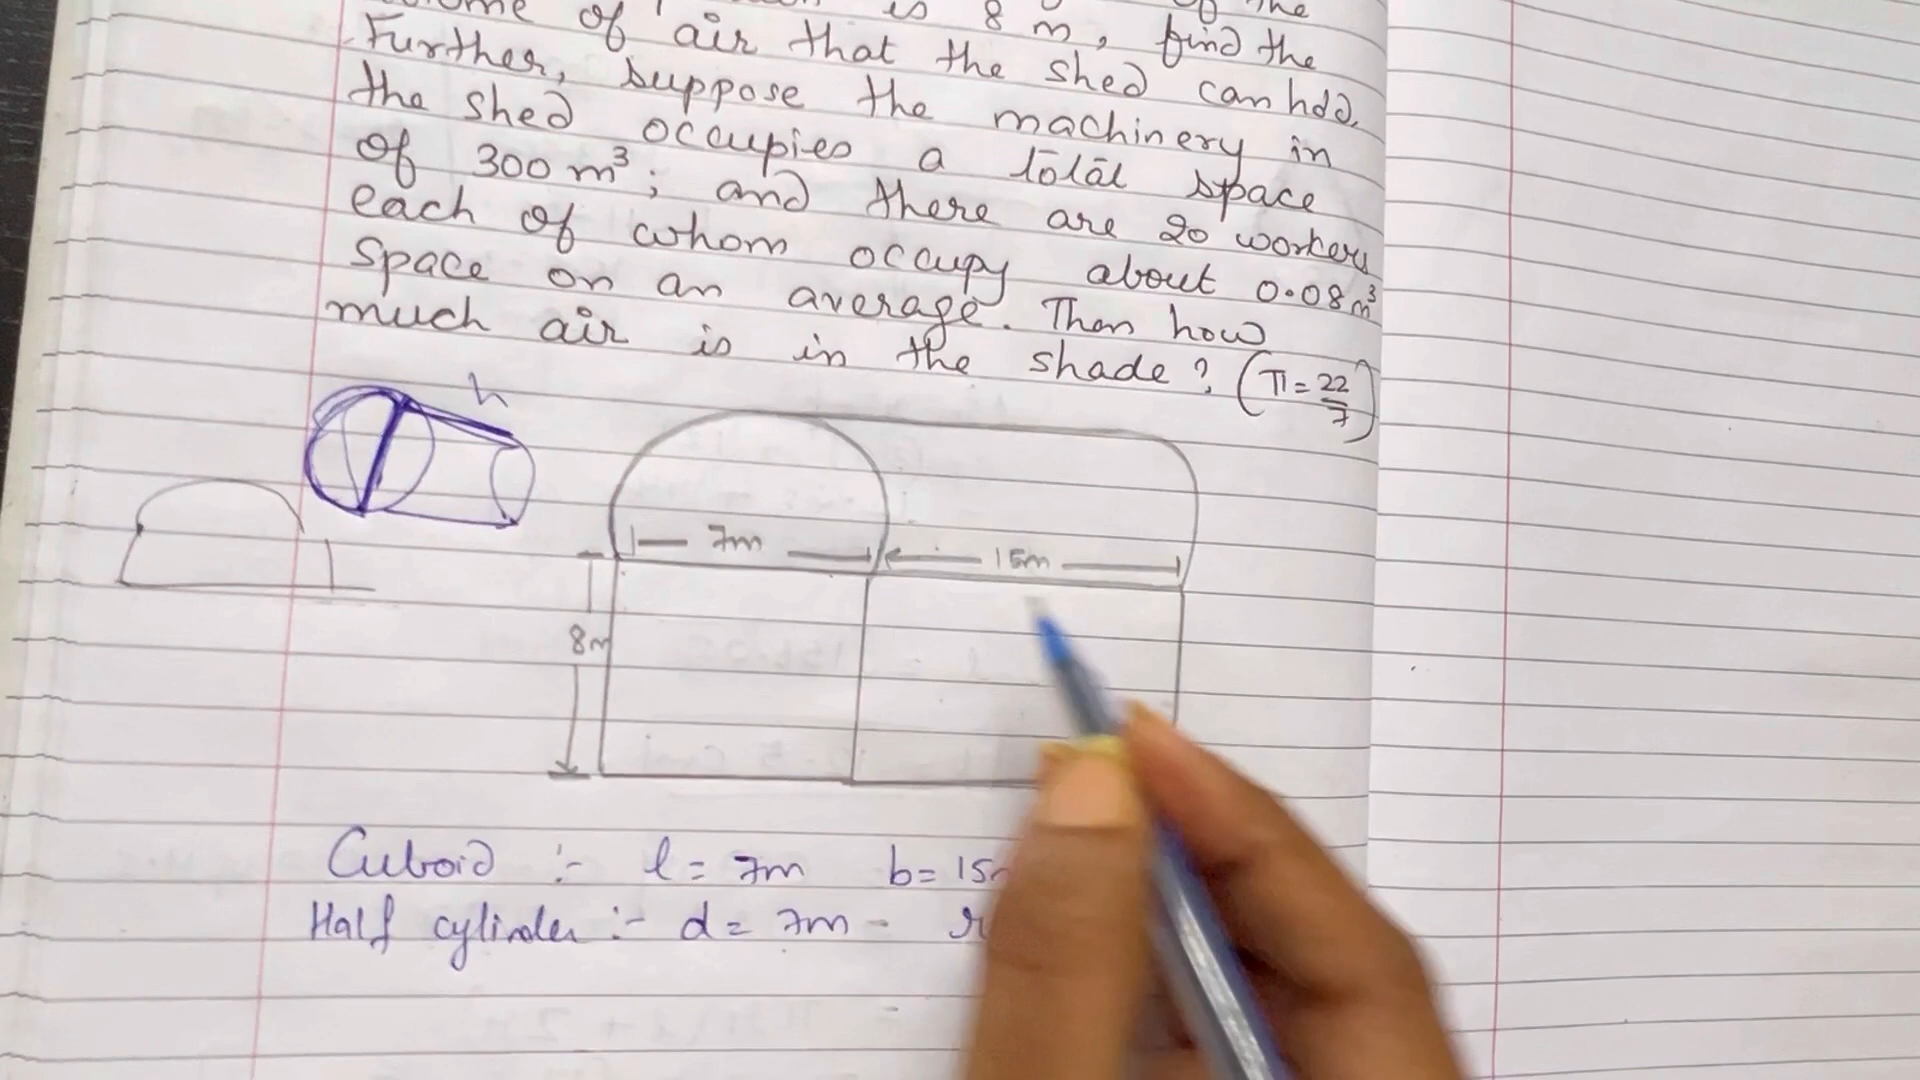 of the
is 8 m, find the
of air that the shed can hold.
Further, suppose the machinery in
the shed occupies a total space
of 300 m³; and there are 20 workers
each of whom occupy about 0.08 m³
space on an average. Then how
much air is in the shade? (π = 22/7)
h
7m
15m
8m
Cuboid :- l = 7m b = 15
Half cylinder :- d = 7m -